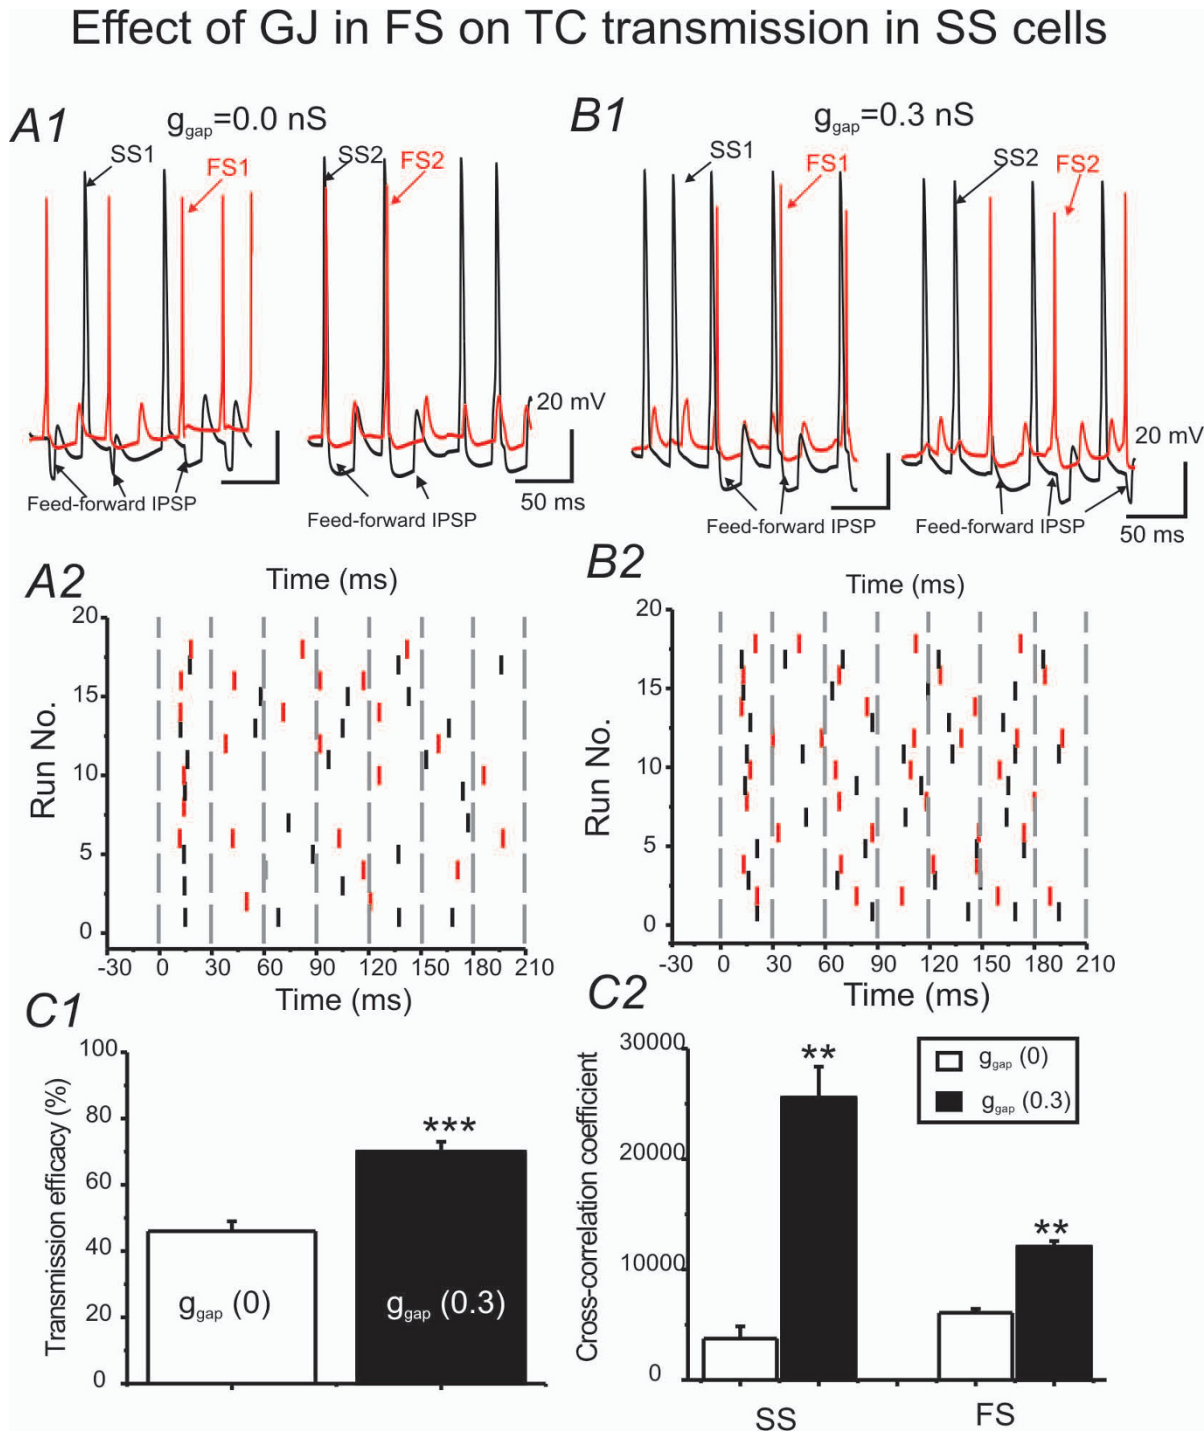 Effect of GJ in FS on TC transmission in SS cells
A1
g_gap=0.0 nS
SS1
FS1
SS2
FS2
20 mV
50 ms
Feed-forward IPSP
Feed-forward IPSP
B1
g_gap=0.3 nS
SS1
FS1
SS2
FS2
20 mV
50 ms
Feed-forward IPSP
Feed-forward IPSP
A2
Time (ms)
20
15
10
5
0
Run No.
-30 0 30 60 90 120 150 180 210
Time (ms)
B2
Time (ms)
20
15
10
5
0
Run No.
-30 0 30 60 90 120 150 180 210
Time (ms)
C1
100
80
60
40
20
0
Transmission efficacy (%)
***
g_gap (0)
g_gap (0.3)
C2
30000
20000
10000
0
Cross-correlation coefficient
**
**
g_gap (0)
g_gap (0.3)
SS
FS